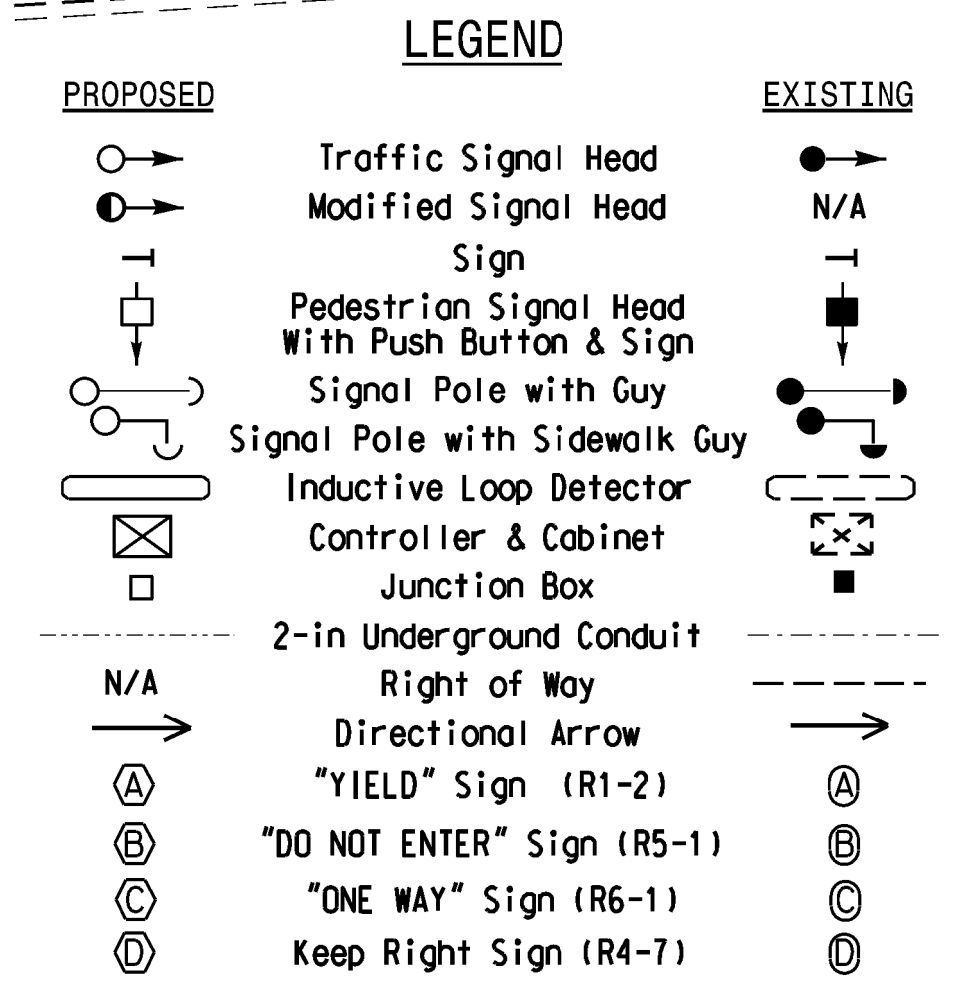 LEGEND
PROPOSED EXISTING
Traffic Signal Head
Modified Signal Head N/A
Sign
Pedestrian Signal Head
With Push Button & Sign
Signal Pole with Guy
Signal Pole with Sidewalk Guy
Inductive Loop Detector
Controller & Cabinet
Junction Box
2-in Underground Conduit
N/A Right of Way
Directional Arrow
A "YIELD" Sign (R1-2) A
B "DO NOT ENTER" Sign (R5-1) B
C "ONE WAY" Sign (R6-1) C
D Keep Right Sign (R4-7) D